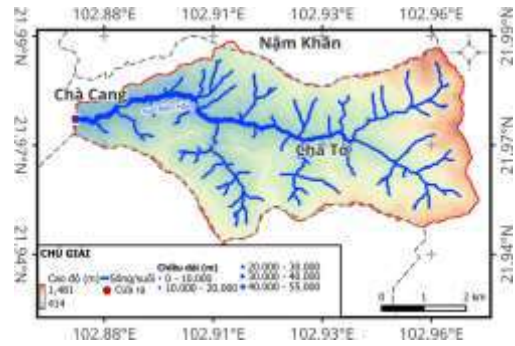 102.88°E 102.91°E 102.93°E 102.96°E
21.99°N 21.99°N
Nậm Khăn
Chà Cang
21.97°N 21.97°N
Chà Tở
21.94°N 21.94°N
CHÚ GIẢI
Cao độ (m) Sông/suối
1,481
414
Cửa ra
Chiều dài (m)
0 - 10.000
10.000 - 20.000
20.000 - 30.000
30.000 - 40.000
40.000 - 55.000
0 1 2 km
102.88°E 102.91°E 102.93°E 102.96°E